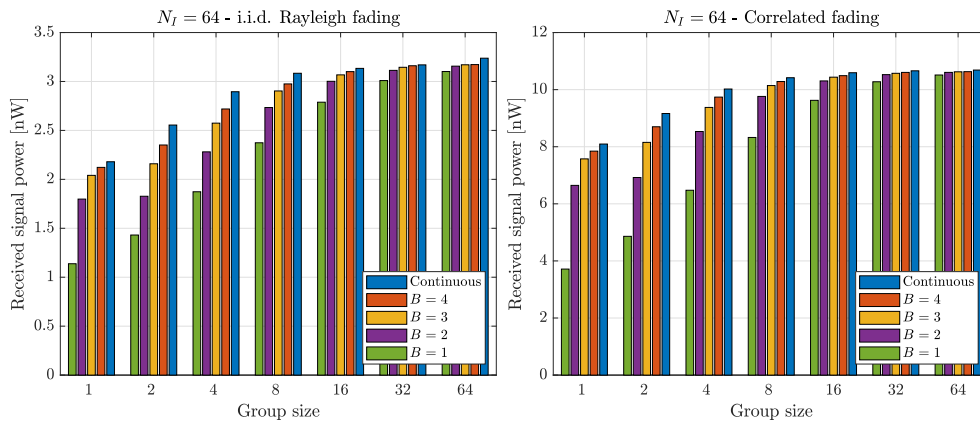 N_I = 64 - i.i.d. Rayleigh fading
Received signal power [nW]
3.5
3
2.5
2
1.5
1
0.5
0
1 2 4 8 16 32 64
Group size
Continuous
B = 4
B = 3
B = 2
B = 1
N_I = 64 - Correlated fading
Received signal power [nW]
12
10
8
6
4
2
0
1 2 4 8 16 32 64
Group size
Continuous
B = 4
B = 3
B = 2
B = 1